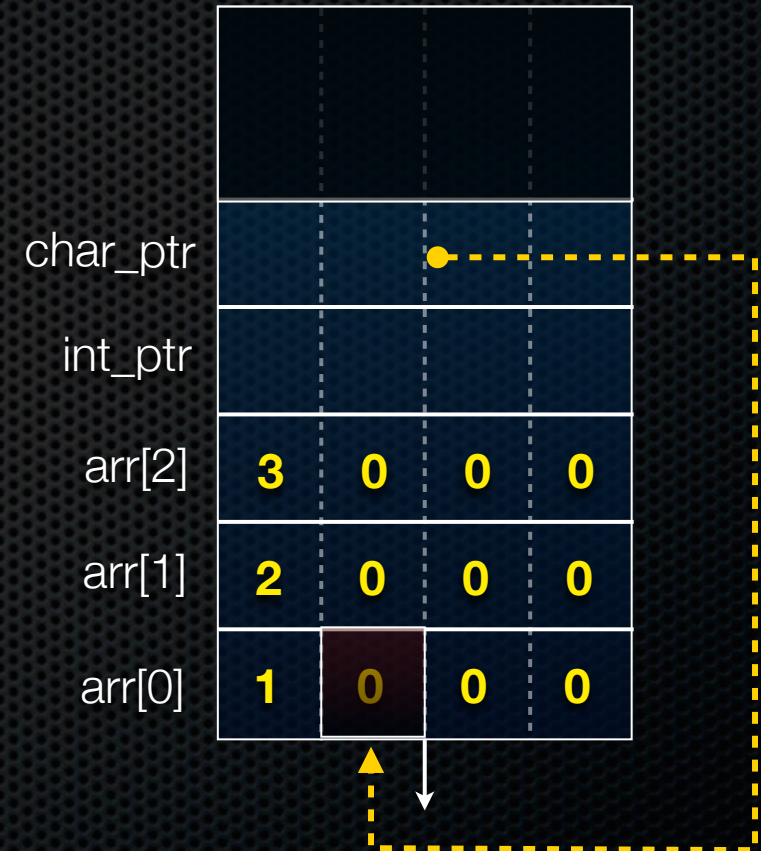 char_ptr
int_ptr
arr[2] 3 0 0 0
arr[1] 2 0 0 0
arr[0] 1 0 0 0